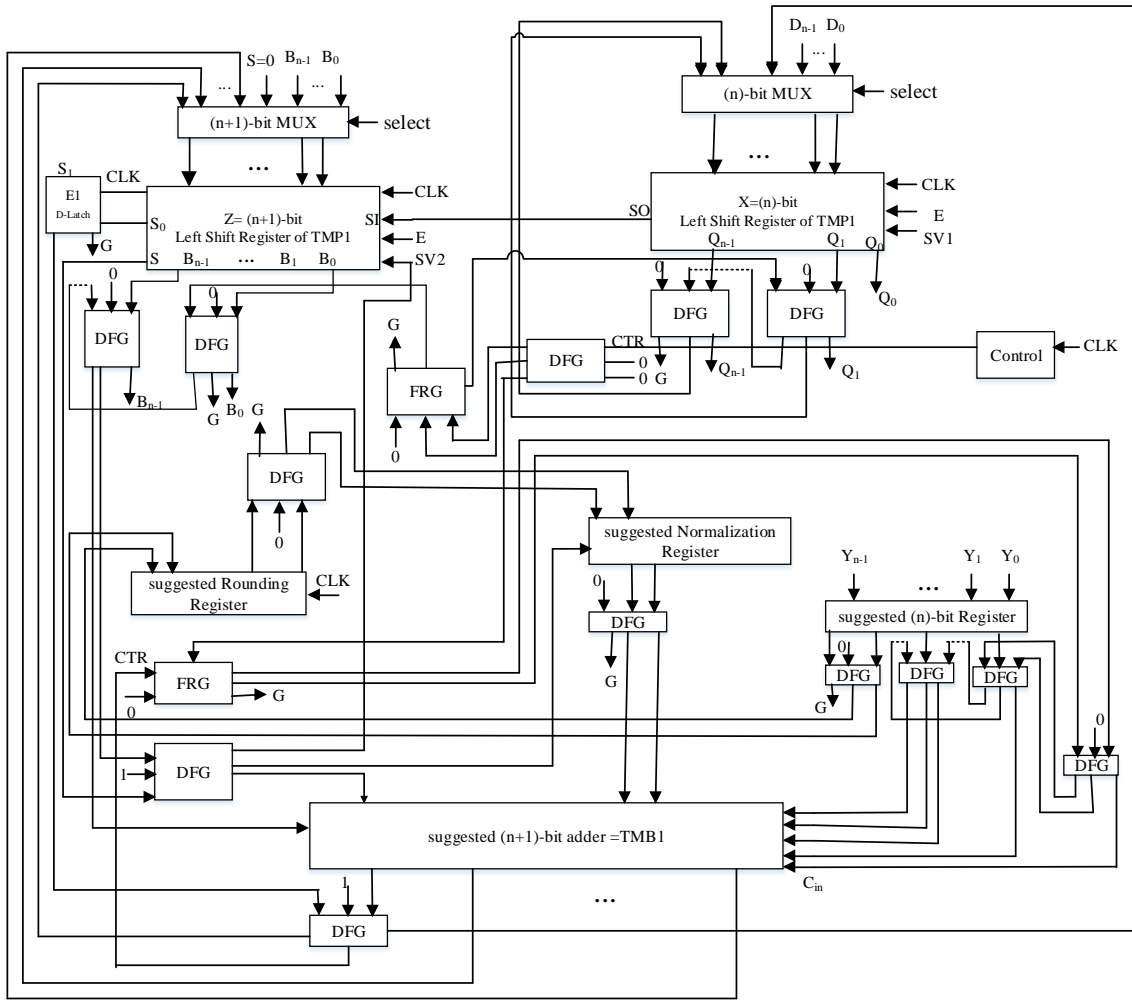 D_{n-1} D_0
...
S=0 B_{n-1} B_0
... ...
(n+1)-bit MUX
select
(n)-bit MUX
select
...
...
S_1
CLK
E1
D-Latch
G
S_0
Z= (n+1)-bit
Left Shift Register of TMP1
SI
S B_{n-1} ... B_1 B_0
CLK
E
SV2
SO
X=(n)-bit
Left Shift Register of TMP1
Q_{n-1} Q_1 Q_0
CLK
E
SV1
Q_0
0
DFG
B_{n-1}
0
DFG
G
B_0
0
DFG
G
Q_{n-1}
0
DFG
Q_1
G
FRG
0
DFG
CTR
0
0
Control
CLK
G
DFG
0
suggested Rounding
Register
CLK
suggested Normalization
Register
0
DFG
G
Y_{n-1} ... Y_1 Y_0
suggested (n)-bit Register
0
DFG
G
DFG
DFG
0
DFG
CTR
FRG
0
G
1
DFG
suggested (n+1)-bit adder =TMB1
C_{in}
1
DFG
...